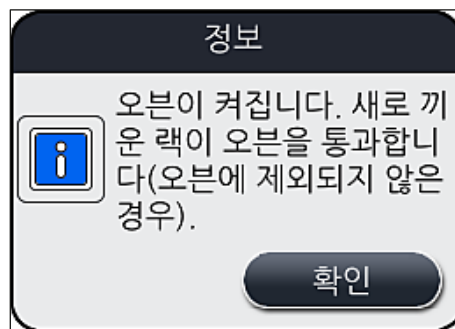 정보
오븐이 켜집니다. 새로 끼
운 랙이 오븐을 통과합니
다(오븐에 제외되지 않은
경우).
확인